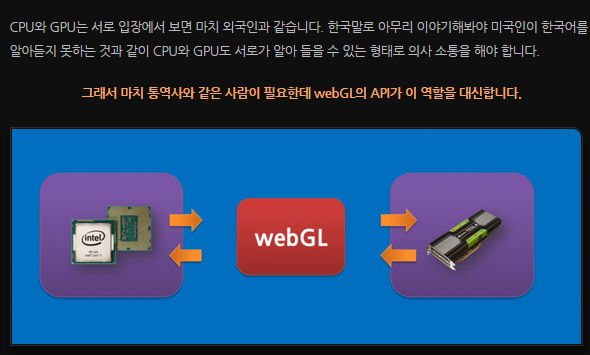 CPU와 GPU는 서로 입장에서 보면 마치 외국인과 같습니다. 한국말로 아무리 이야기해봐야 미국인이 한국어를
알아듣지 못하는 것과 같이 CPU와 GPU도 서로가 알아 들을 수 있는 형태로 의사 소통을 해야 합니다.
그래서 마치 통역사와 같은 사람이 필요한데 webGL의 API가 이 역할을 대신합니다.
intel
webGL